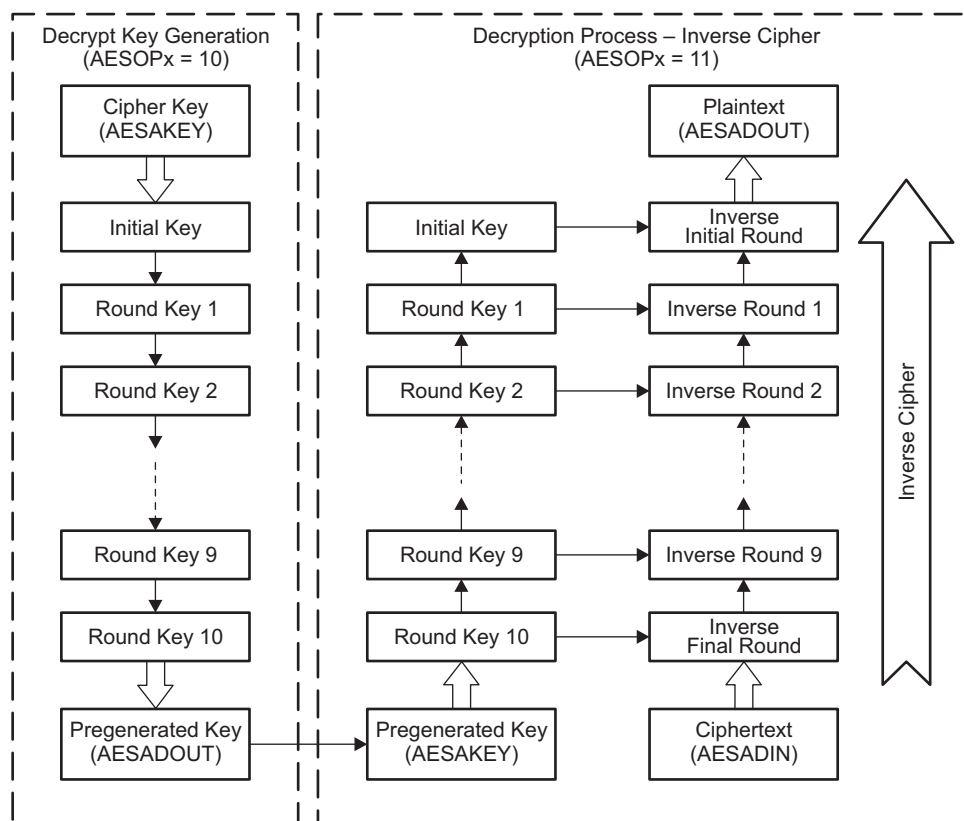 Decrypt Key Generation
(AESOPx = 10)
Cipher Key
(AESAKEY)
Initial Key
Round Key 1
Round Key 2
Round Key 9
Round Key 10
Pregenerated Key
(AESADOUT)
Decryption Process – Inverse Cipher
(AESOPx = 11)
Initial Key
Round Key 1
Round Key 2
Round Key 9
Round Key 10
Pregenerated Key
(AESAKEY)
Plaintext
(AESADOUT)
Inverse
Initial Round
Inverse Round 1
Inverse Round 2
Inverse Round 9
Inverse
Final Round
Ciphertext
(AESADIN)
Inverse Cipher